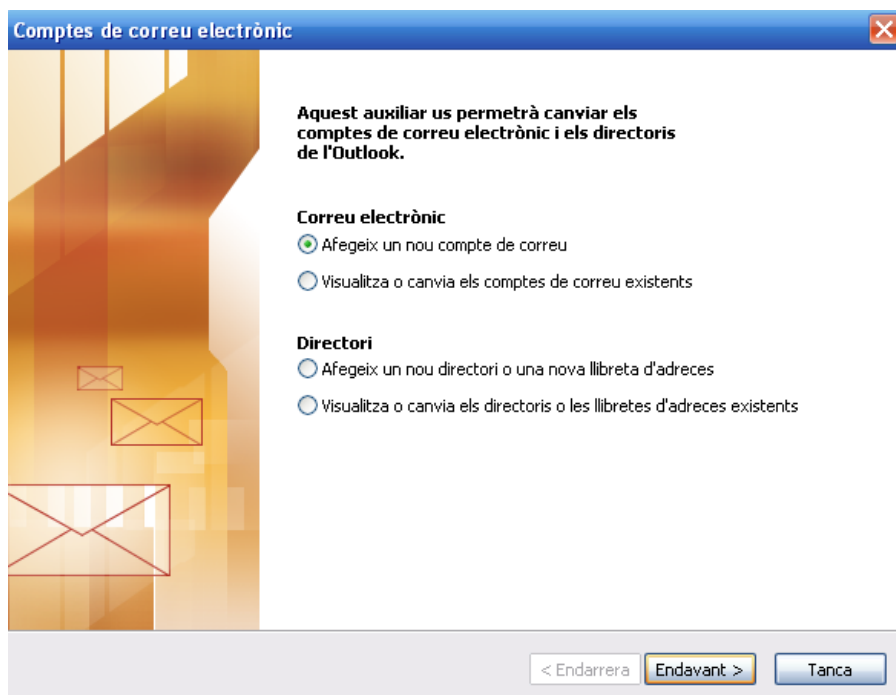 Comptes de correu electrònic
Aquest auxiliar us permetrà canviar els
comptes de correu electrònic i els directoris
de l'Outlook.
Correu electrònic
Afegeix un nou compte de correu
Visualitza o canvia els comptes de correu existents
Directori
Afegeix un nou directori o una nova llibreta d'adreces
Visualitza o canvia els directoris o les llibretes d'adreces existents
< Endarrera
Endavant >
Tanca